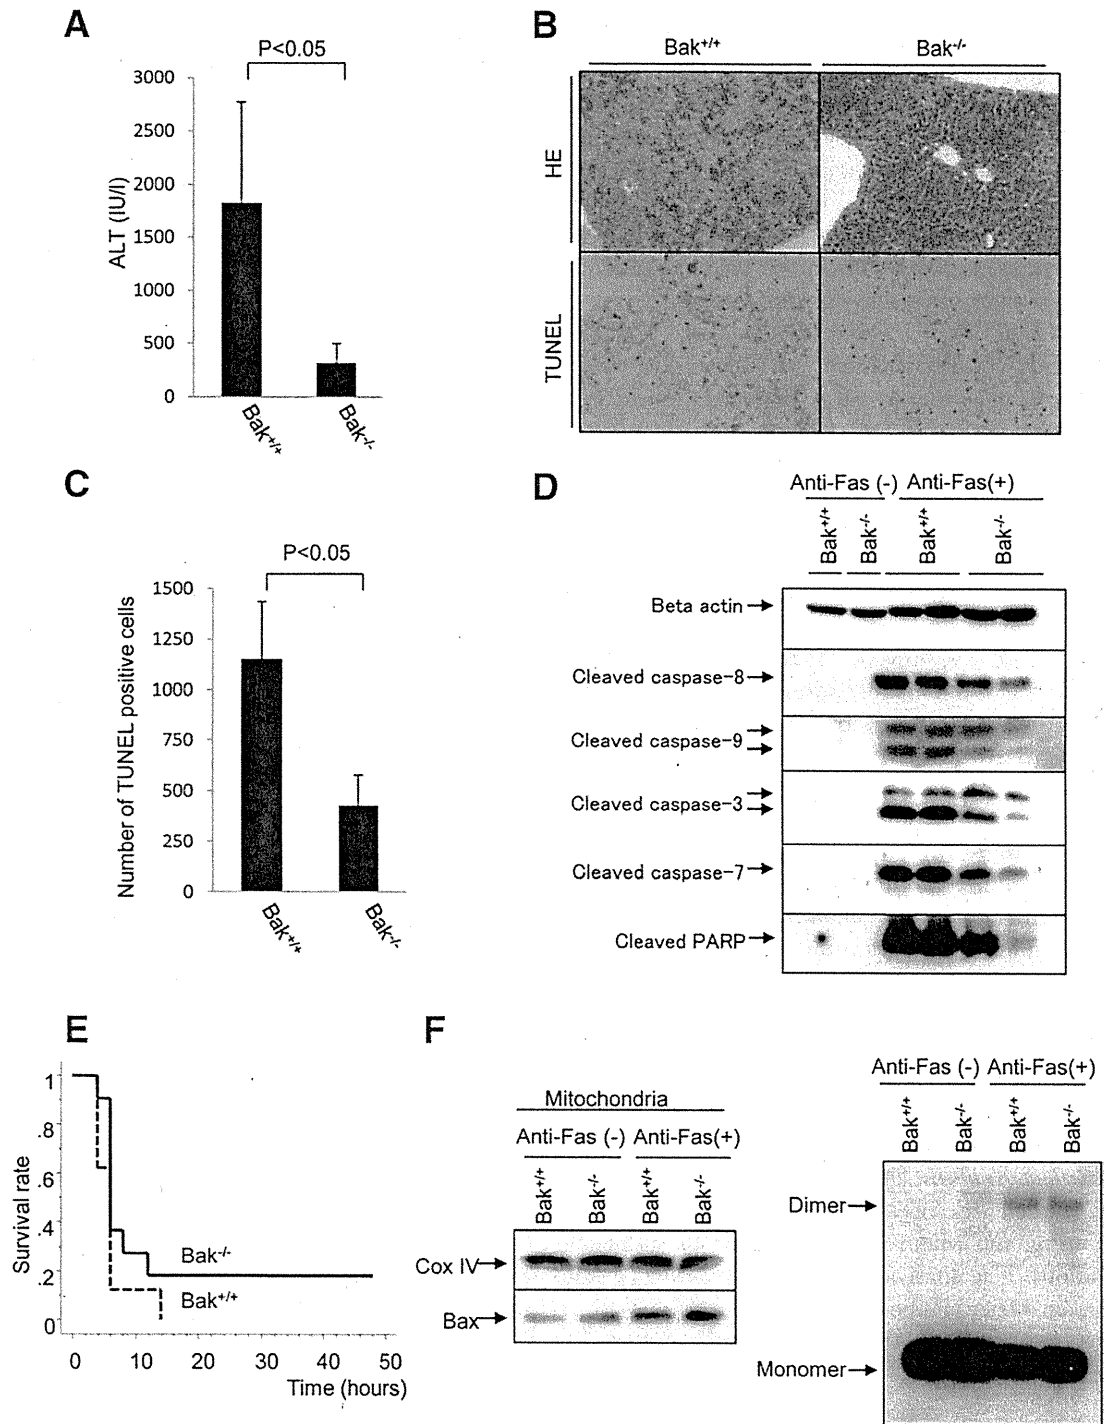 A
P<0.05
ALT (IU/l)
3000
2500
2000
1500
1000
500
0
Bak+/+
Bak-/-
B
Bak+/+
Bak-/-
HE
TUNEL
C
P<0.05
Number of TUNEL positive cells
1500
1250
1000
750
500
250
0
Bak+/+
Bak-/-
D
Anti-Fas (-) Anti-Fas(+)
Bak+/+
Bak-/-
Bak+/+
Bak-/-
Beta actin
Cleaved caspase-8
Cleaved caspase-9
Cleaved caspase-3
Cleaved caspase-7
Cleaved PARP
E
Survival rate
1
.8
.6
.4
.2
0
Bak-/-
Bak+/+
0 10 20 30 40 50
Time (hours)
F
Mitochondria
Anti-Fas (-) Anti-Fas(+)
Bak+/+
Bak-/-
Bak+/+
Bak-/-
Cox IV
Bax
Anti-Fas (-) Anti-Fas(+)
Bak+/+
Bak-/-
Bak+/+
Bak-/-
Dimer
Monomer